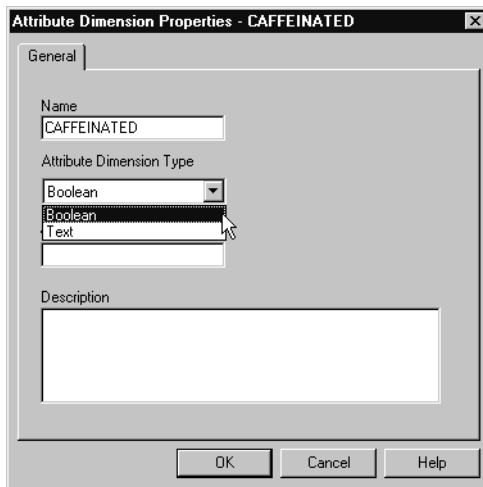 Attribute Dimension Properties - CAFFEINATED
General
Name
CAFFEINATED
Attribute Dimension Type
Boolean
Boolean
Text
Description
OK Cancel Help